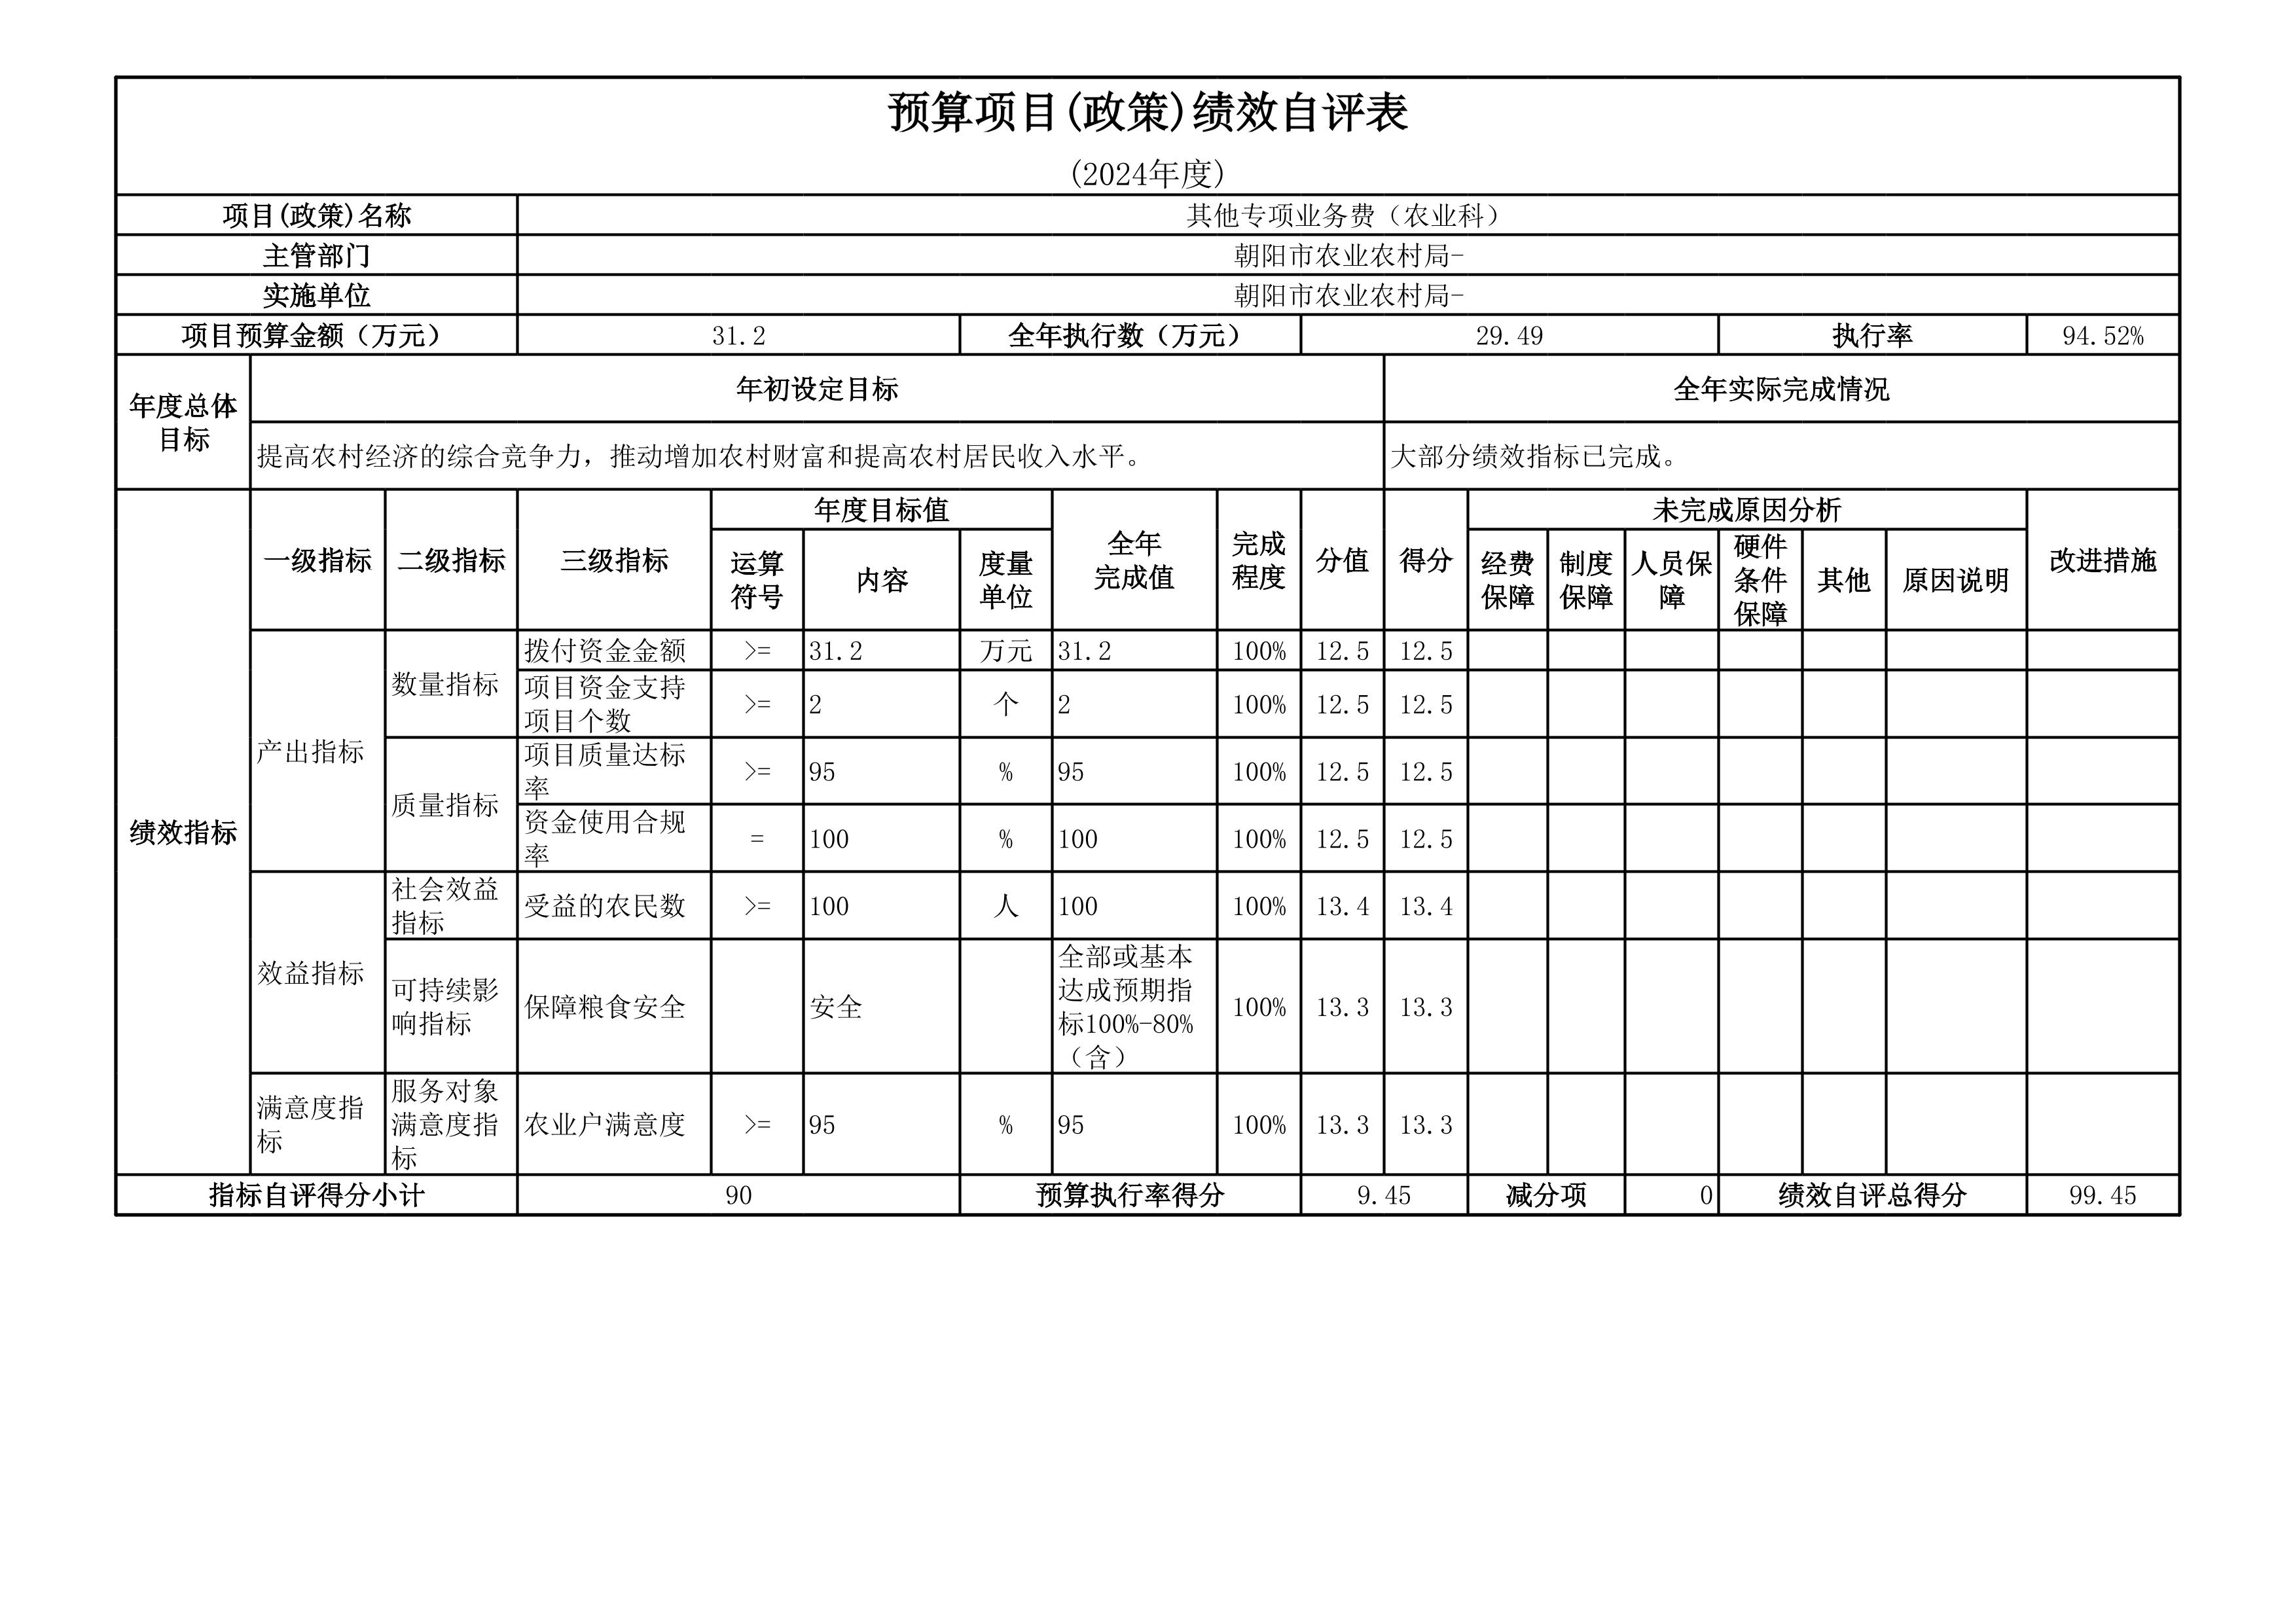 预算项目(政策)绩效自评表
(2024年度)
项目(政策)名称 其他专项业务费（农业科）
主管部门 朝阳市农业农村局-
实施单位 朝阳市农业农村局-
项目预算金额（万元） 31.2 全年执行数（万元） 29.49 执行率 94.52%
年度总体
目标
年初设定目标 全年实际完成情况
提高农村经济的综合竞争力，推动增加农村财富和提高农村居民收入水平。 大部分绩效指标已完成。
绩效指标
一级指标 二级指标 三级指标
年度目标值
运算
符号
内容
度量
单位
全年
完成值
完成
程度
分值 得分
未完成原因分析
经费
保障
制度
保障
人员保
障
硬件
条件
保障
其他 原因说明
改进措施
产出指标
数量指标
拨付资金金额 >= 31.2 万元 31.2 100% 12.5 12.5
项目资金支持
项目个数
>= 2 个 2 100% 12.5 12.5
质量指标
项目质量达标
率
>= 95 % 95 100% 12.5 12.5
资金使用合规
率
= 100 % 100 100% 12.5 12.5
效益指标
社会效益
指标
受益的农民数 >= 100 人 100 100% 13.4 13.4
可持续影
响指标
保障粮食安全 安全
全部或基本
达成预期指
标100%-80%
（含）
100% 13.3 13.3
满意度指
标
服务对象
满意度指
标
农业户满意度 >= 95 % 95 100% 13.3 13.3
指标自评得分小计 90 预算执行率得分 9.45 减分项 0 绩效自评总得分 99.45